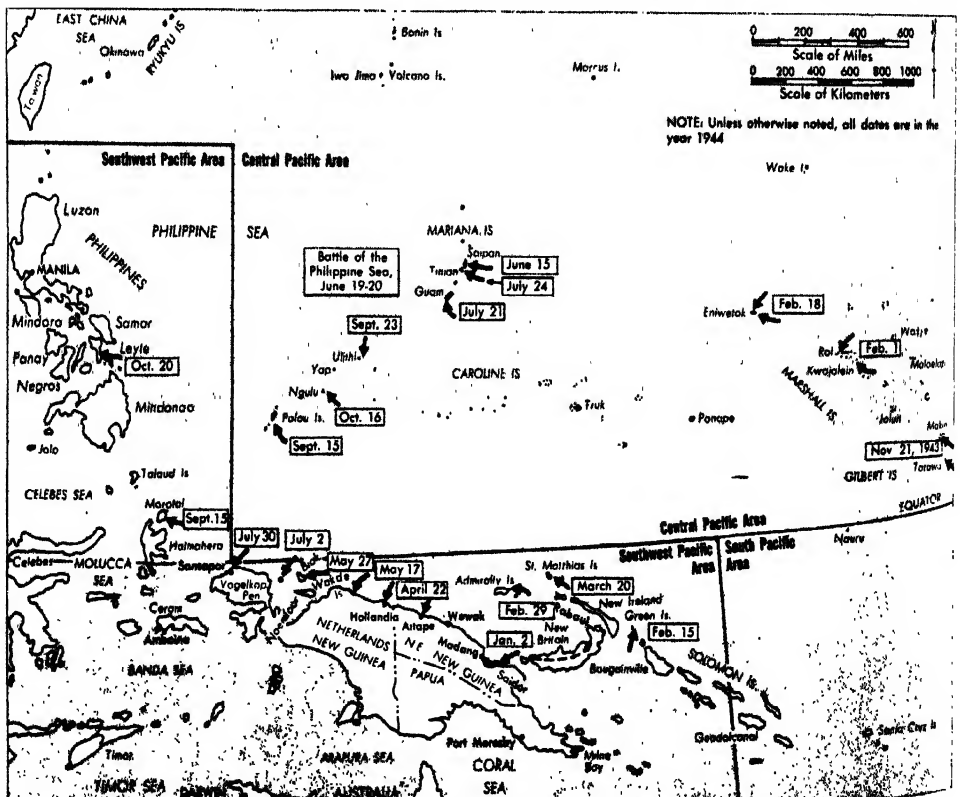 EAST CHINA
SEA
Okinawa
RYUKYU IS
Bonin Is
Iwo Jima Volcano Is.
Marcus I.
0 200 400 600
Scale of Miles
0 200 400 600 800 1000
Scale of Kilometers
NOTE: Unless otherwise noted, all dates are in the
year 1944
Southwest Pacific Area
Central Pacific Area
Wake I.
Luzon
PHILIPPINE SEA
PHILIPPINES
MANILA
MARIANA IS
Saipan
June 15
Tinian
July 24
Guam
July 21
Battle of the
Philippine Sea,
June 19-20
Mindoro
Samar
Panay
Leyte
Oct. 20
Negros
Mindanao
Jolo
Sept. 23
Ulithi
Yap
Ngulu
Oct. 16
Palau Is.
Sept. 15
CAROLINE IS
Truk
Ponape
Eniwetok
Feb. 18
Roi
Feb. 1
Kwajalein
MARSHALL IS.
Jaluit
Nov 21, 1943
Tarawa
GILBERT IS
EQUATOR
Nauru
CELEBES SEA
Talaud Is
Morotai
Sept. 15
Halmahera
Celebes
MOLUCCA
SEA
Sansapor
July 30
July 2
May 27
Wakde
Is
May 17
April 22
Vogelkop
Pen
Ceram
BANDA SEA
Hollandia
Aitape
Wewak
Madang
Saidor
Jan. 2
NETHERLANDS
NEW GUINEA
N E NEW GUINEA
PAPUA
Central Pacific Area
Southwest Pacific
Area
South Pacific
Area
Admiralty Is
St. Matthias Is
March 20
Feb. 29
Rabaul
New Ireland
Green Is.
Feb. 15
New
Britain
Bougainville
SOLOMON IS.
Guadalcanal
Santa Cruz Is
Port Moresby
Milne
Bay
CORAL
SEA
Timor
TIMOR SEA
DARWIN
ARAFURA SEA
AUSTRALIA